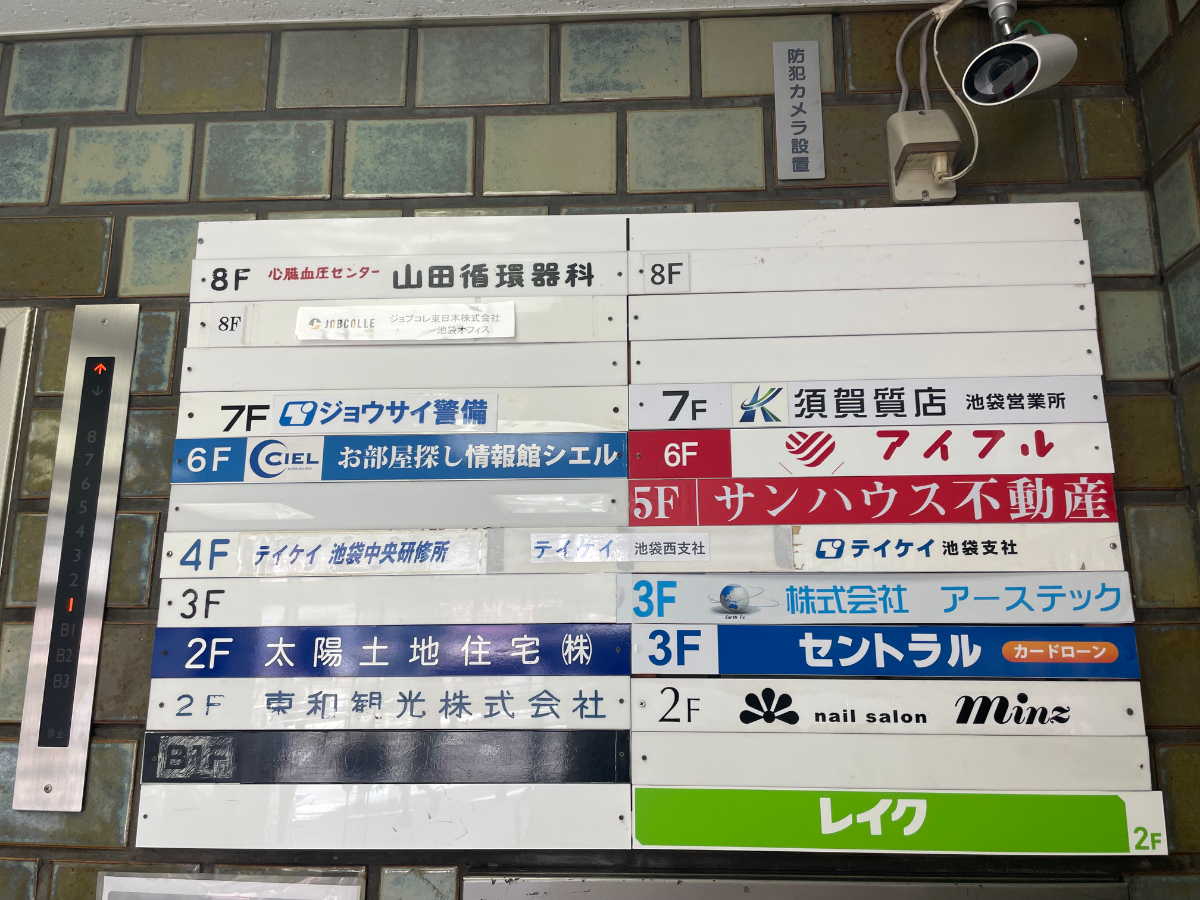 防犯カメラ設置
8F 心臓血圧センター 山田循環器科
8F
8F JOBCOLLE ジョブコレ東日本株式会社
池袋オフィス
7F ジョウサイ警備
7F 須賀質店 池袋営業所
6F CIEL お部屋探し情報館シエル
6F アイフル
5F サンハウス不動産
4F テイケイ 池袋中央研修所 テイケイ 池袋西支社 テイケイ 池袋支社
3F
3F Earth Tc 株式会社 アーステック
2F 太陽土地住宅㈱
3F セントラル カードローン
2F 東和観光株式会社
2F nail salon minz
B1F
レイク 2F
8
7
6
5
4
3
2
1
B1
B2
B3
休止